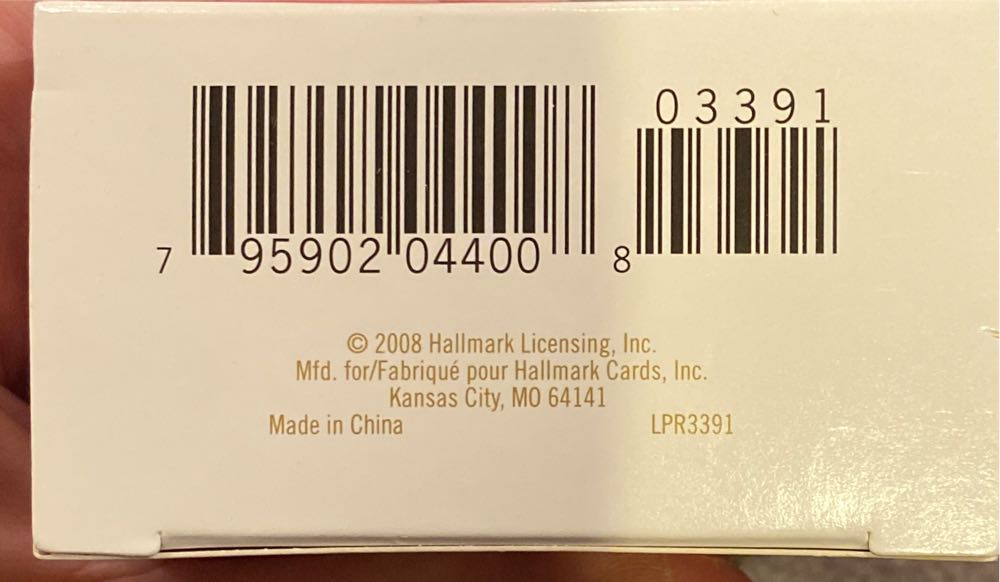 03391
7 95902 04400 8
© 2008 Hallmark Licensing, Inc.
Mfd. for/Fabriqué pour Hallmark Cards, Inc.
Kansas City, MO 64141
Made in China LPR3391